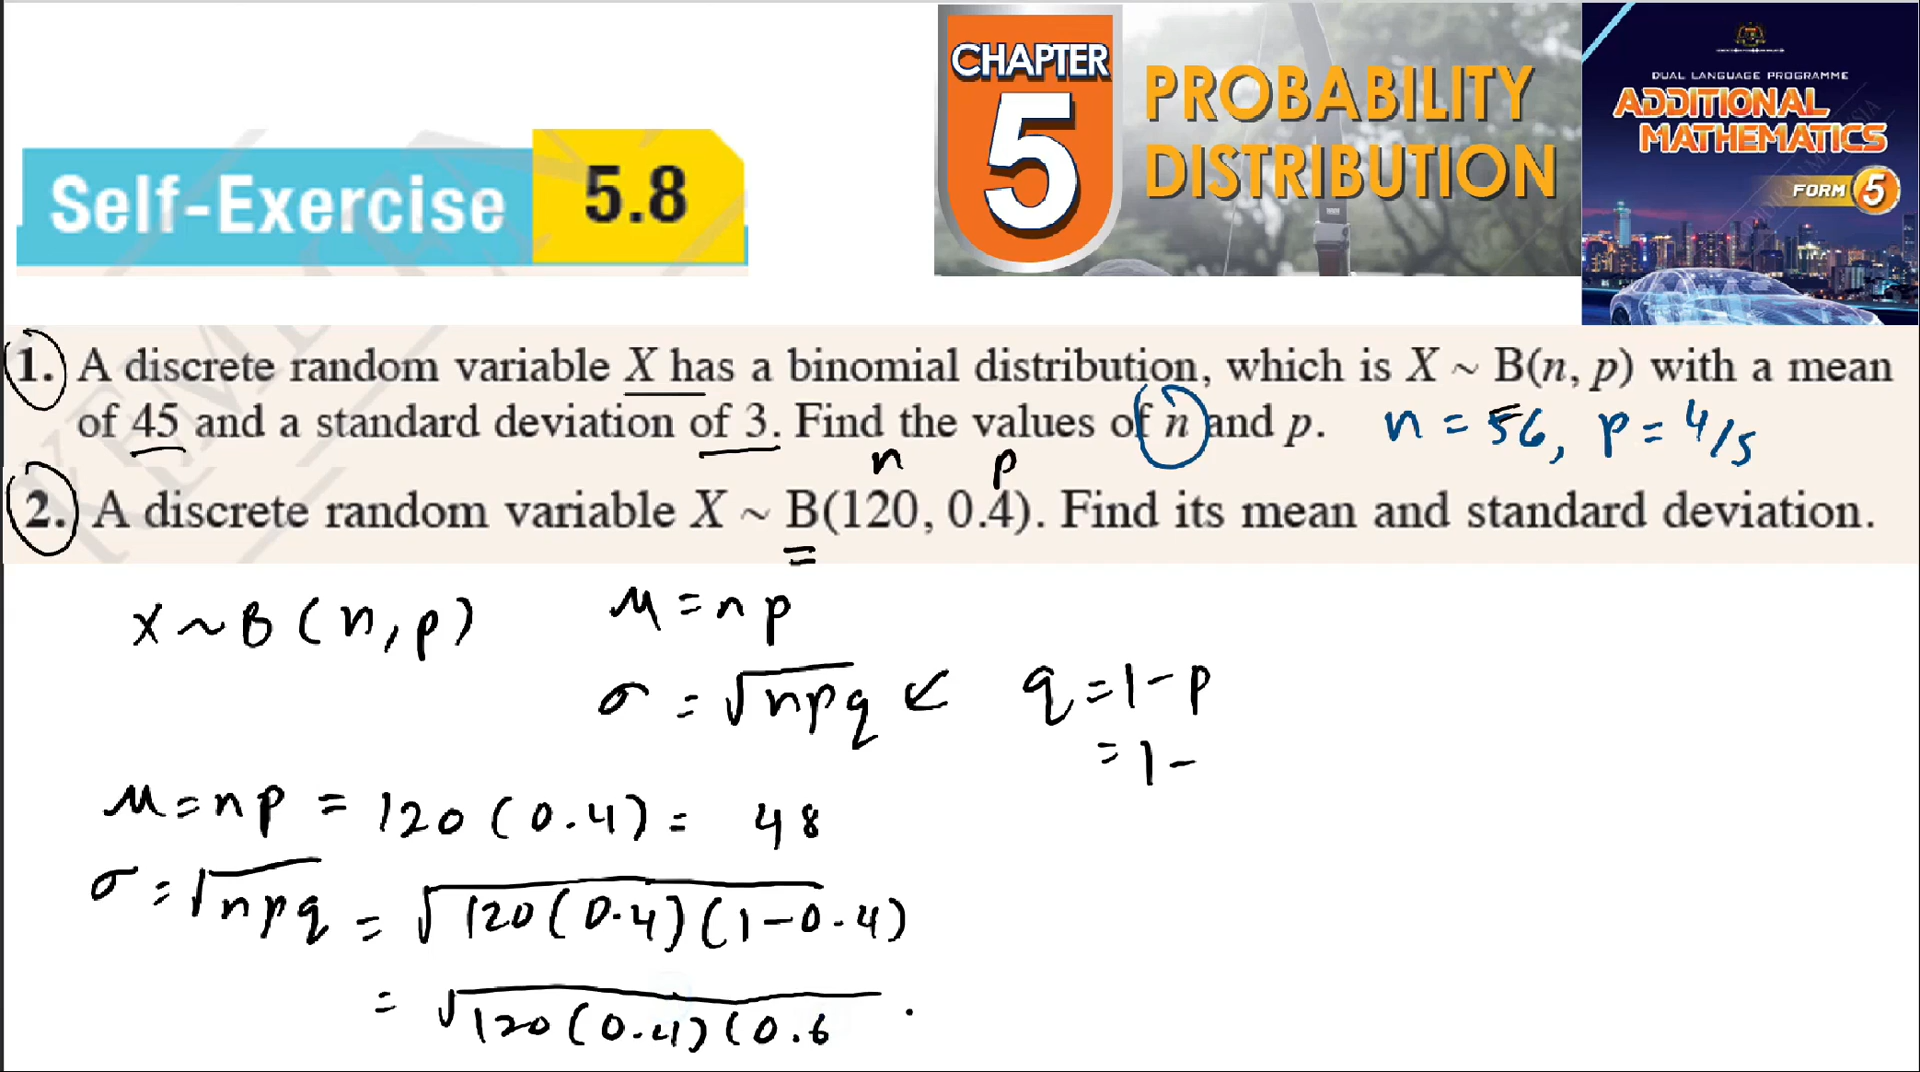 CHAPTER
5
PROBABILITY
DISTRIBUTION
DUAL LANGUAGE PROGRAMME
ADDITIONAL
MATHEMATICS
FORM 5
Self-Exercise 5.8
1. A discrete random variable X has a binomial distribution, which is X ~ B(n, p) with a mean
of 45 and a standard deviation of 3. Find the values of n and p. n = 56, p = 4/5
n p
2. A discrete random variable X ~ B(120, 0.4). Find its mean and standard deviation.
X ~ B (n, p) μ = np
σ = √npq ↙ q = 1 - p
= 1 -
μ = np = 120 (0.4) = 48
σ = √npq = √120(0.4)(1-0.4)
= √120(0.4)(0.6 .